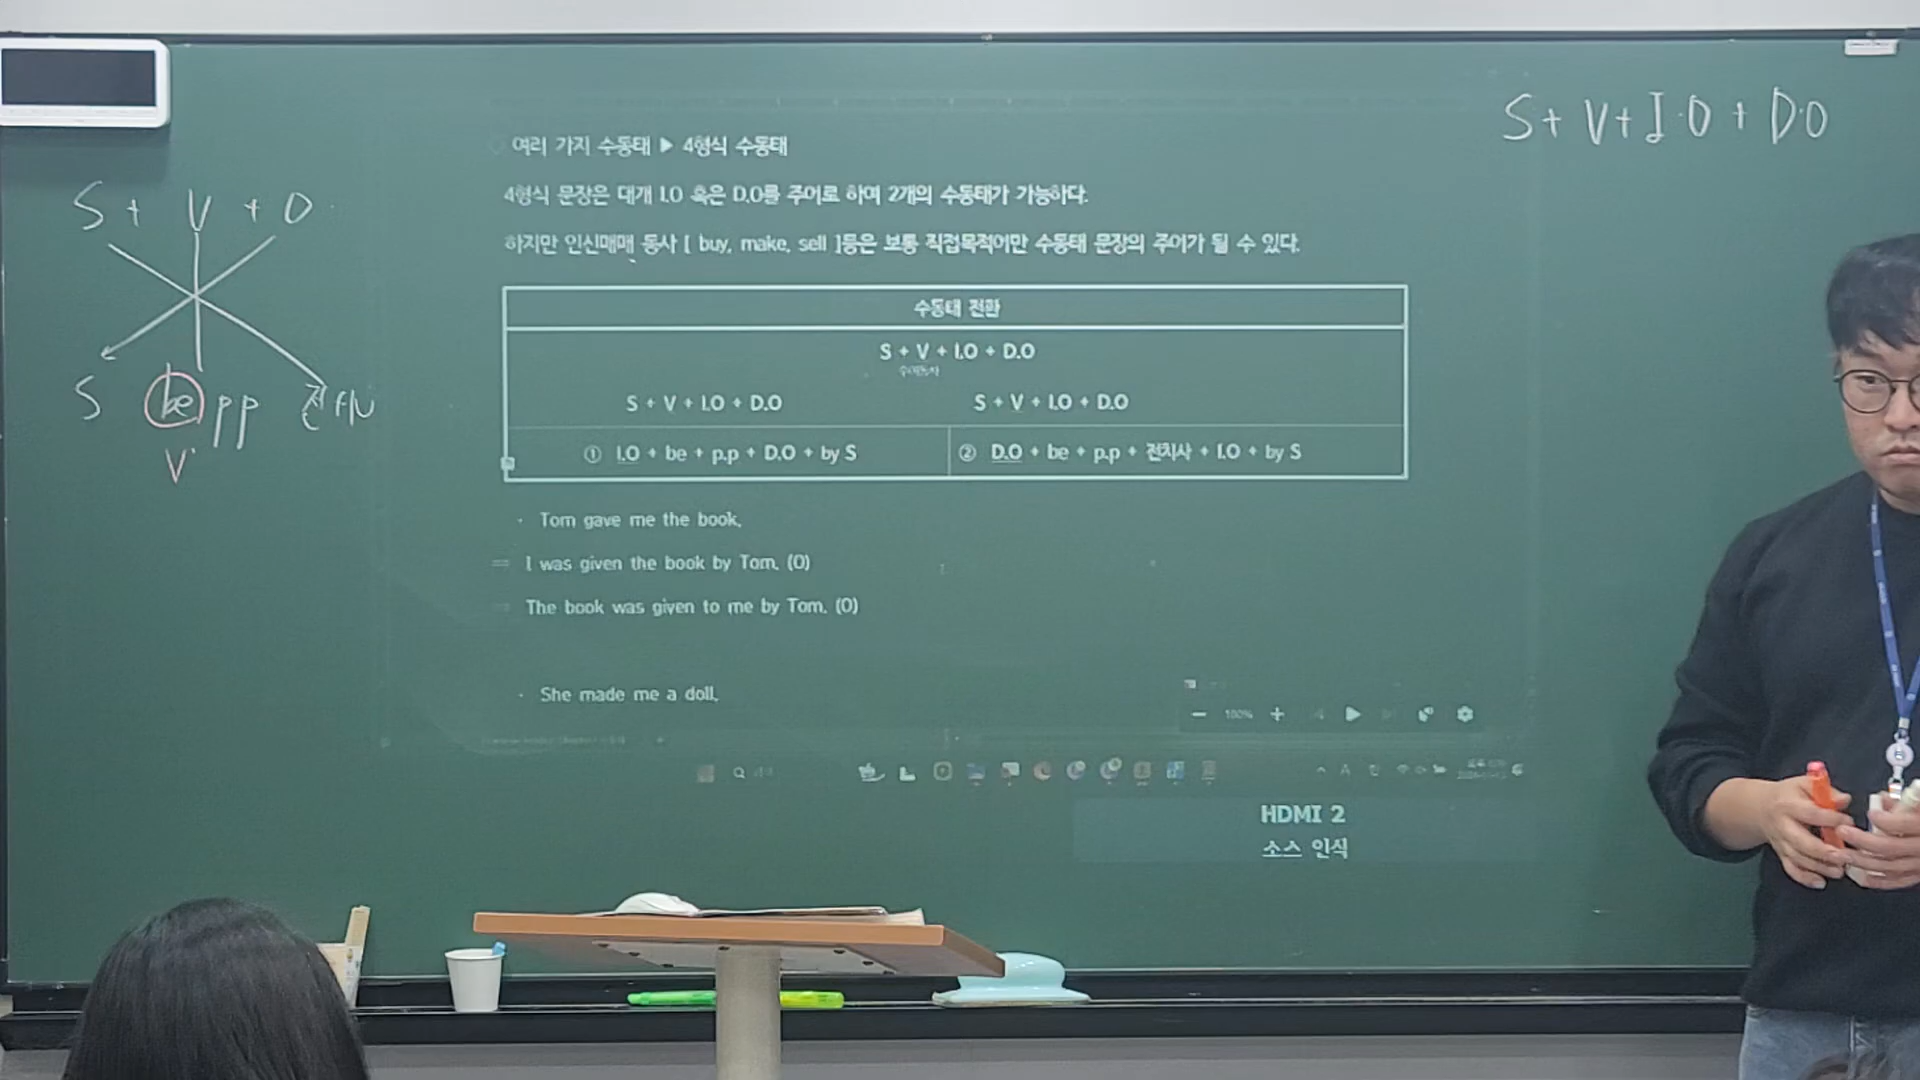 S + V + I.O + D.O
S + V + O
S be pp 전치사
V
여러 가지 수동태 ▶ 4형식 수동태
4형식 문장은 대개 I.O 혹은 D.O를 주어로 하여 2개의 수동태가 가능하다.
하지만 인신매매 동사 [ buy, make, sell ]등은 보통 직접목적어만 수동태 문장의 주어가 될 수 있다.
수동태 전환
S + V + I.O + D.O
수여동사
S + V + I.O + D.O
S + V + I.O + D.O
① I.O + be + p.p + D.O + by S
② D.O + be + p.p + 전치사 + I.O + by S
· Tom gave me the book.
= I was given the book by Tom. (O)
= The book was given to me by Tom. (O)
· She made me a doll.
100%
HDMI 2
소스 인식